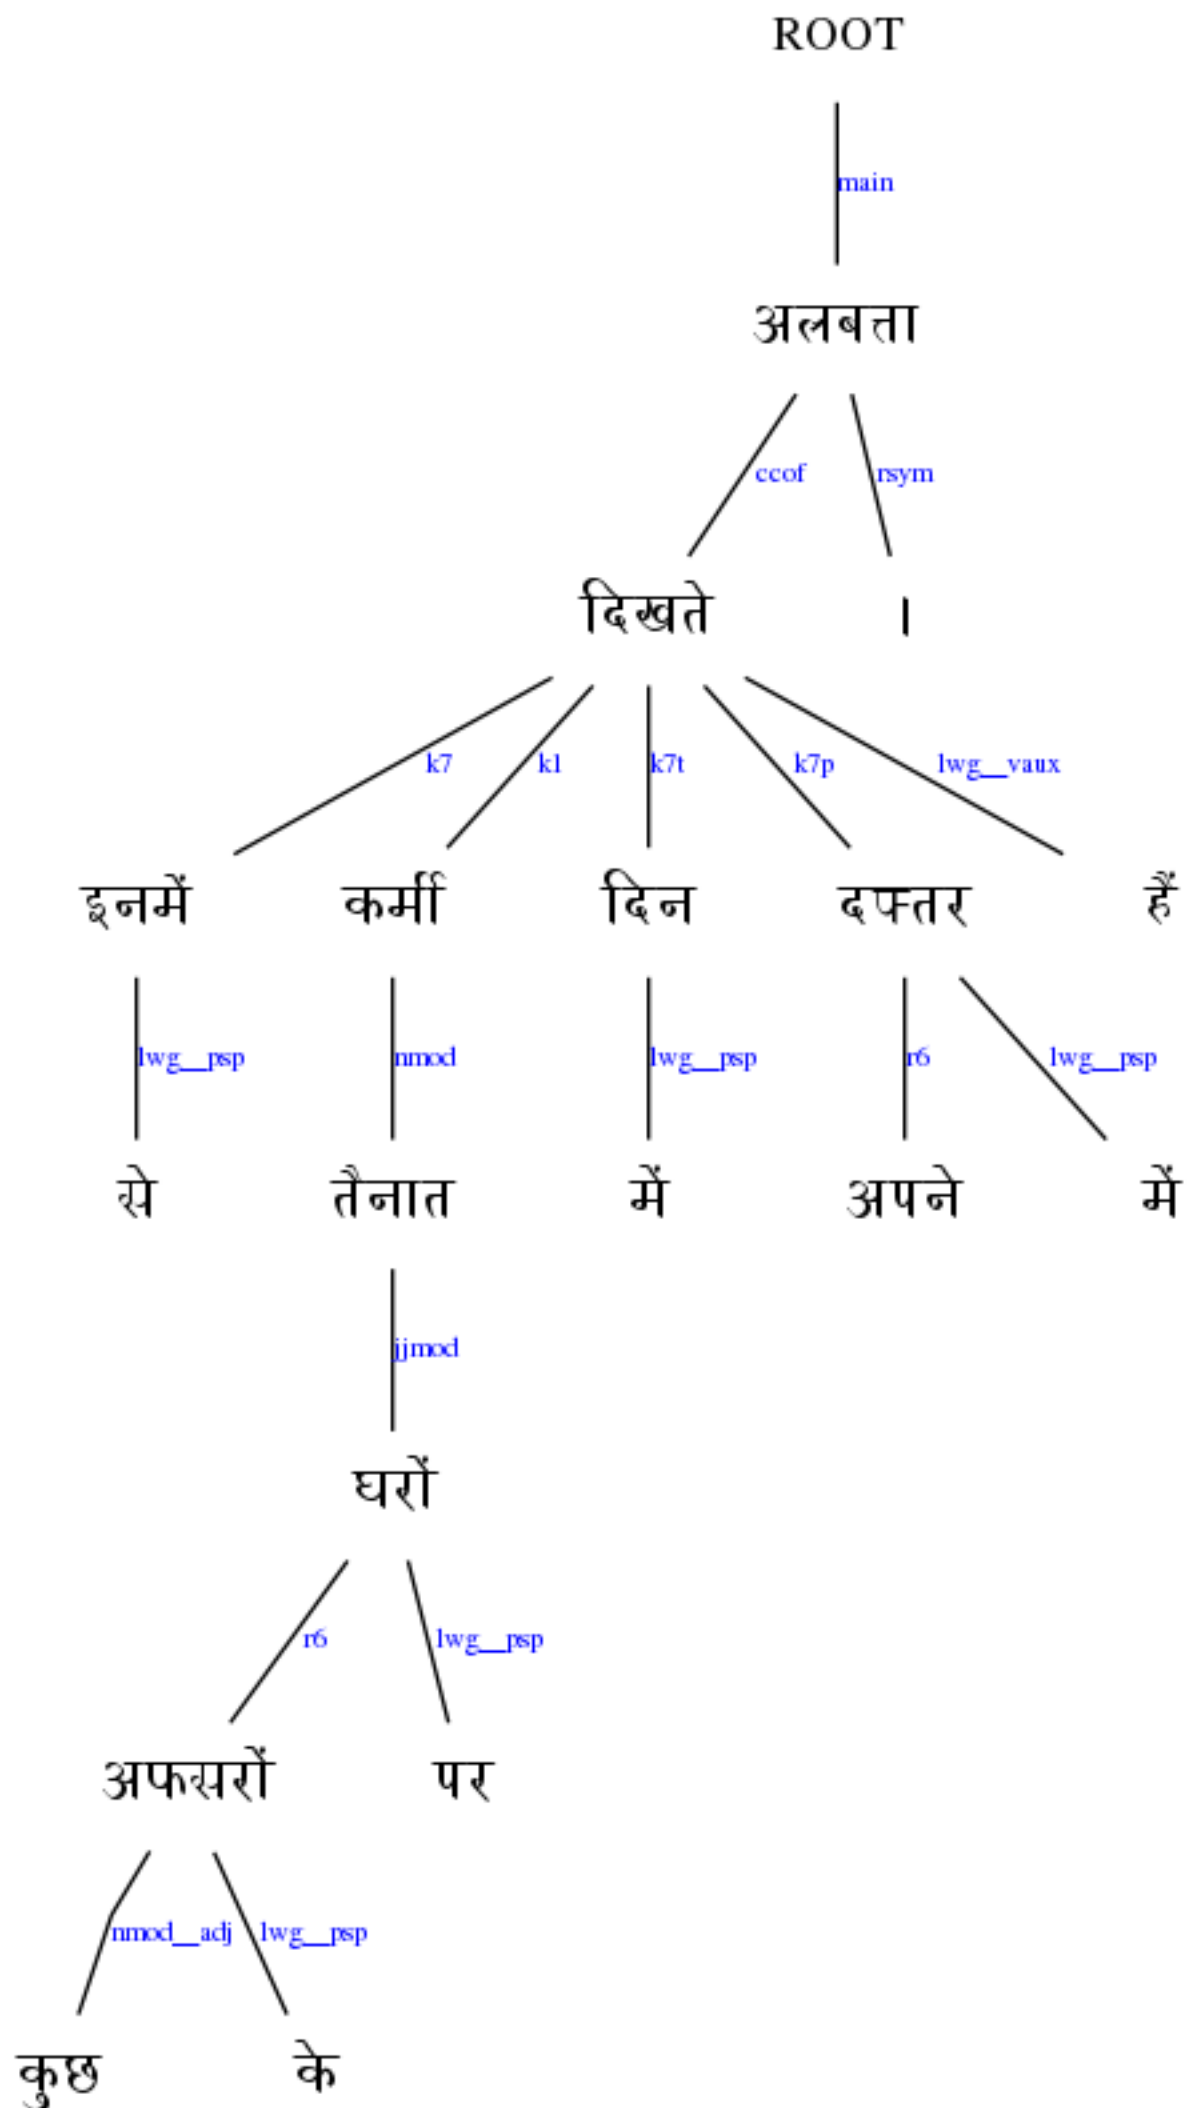 ROOT
main
अलबत्ता
ccof rsym
दिखते ।
k7 k1 k7t k7p lwg__vaux
इनमें कर्मी दिन दफ्तर हैं
lwg__psp nmod lwg__psp r6 lwg__psp
से तैनात में अपने में
jjmod
घरों
r6 lwg__psp
अफसरों पर
nmod__adj lwg__psp
कुछ के